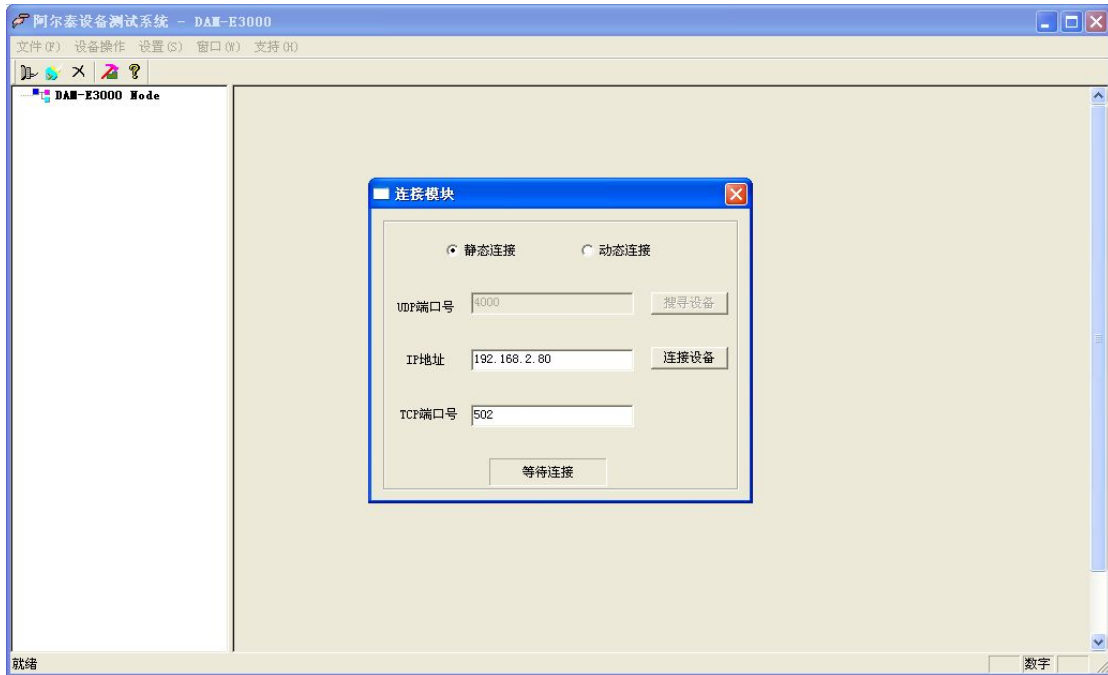 阿尔泰设备测试系统 - DAM-E3000
文件(F) 设备操作 设置(S) 窗口(W) 支持(H)
DAM-E3000 Node
连接模块
静态连接 动态连接
UDP端口号 4000 搜寻设备
IP地址 192.168.2.80 连接设备
TCP端口号 502
等待连接
就绪 数字